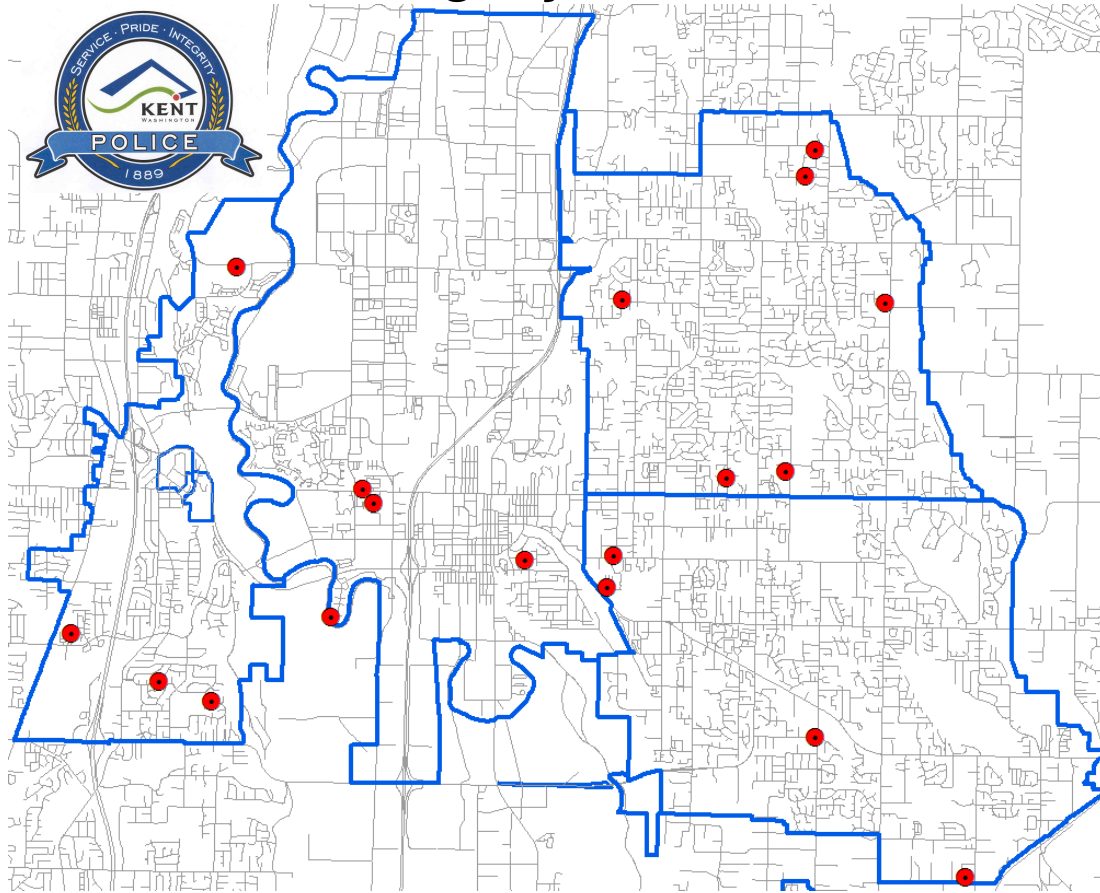 SERVICE · PRIDE · INTEGRITY
KENT
WASHINGTON
POLICE
1889